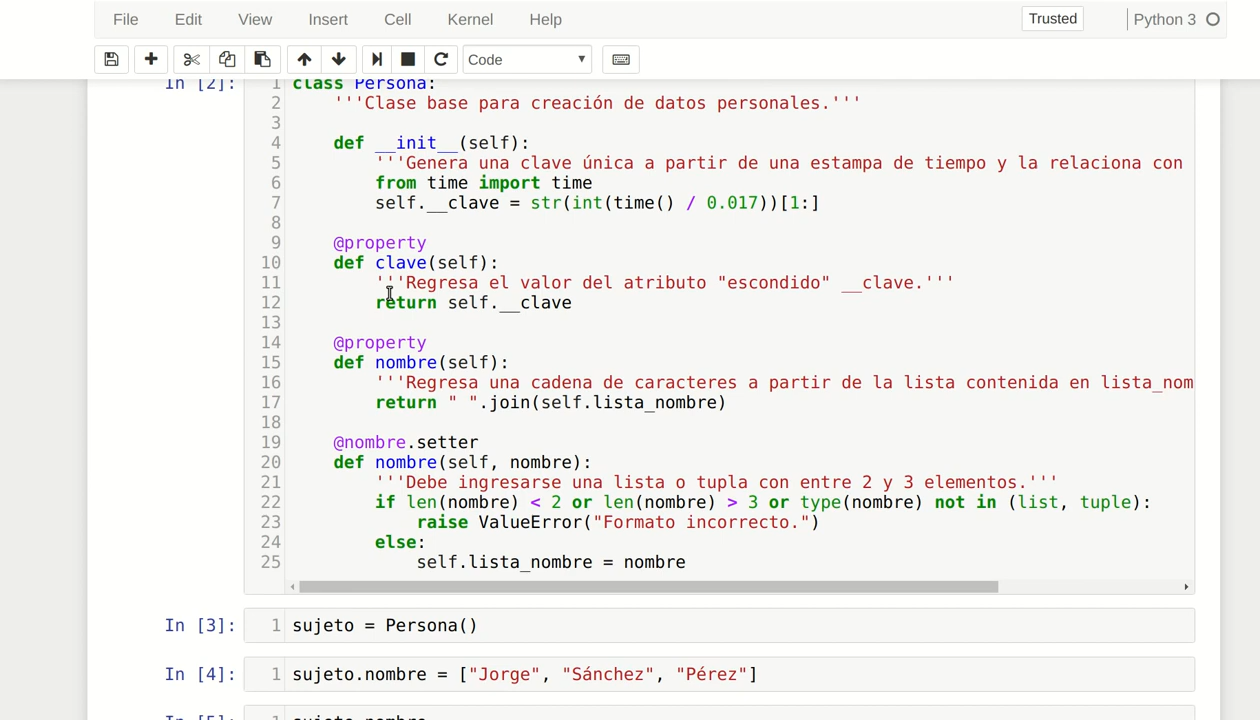 File Edit View Insert Cell Kernel Help Trusted Python 3
Code
In [2]: 1 class Persona:
2 '''Clase base para creación de datos personales.'''
3
4 def __init__(self):
5 '''Genera una clave única a partir de una estampa de tiempo y la relaciona con
6 from time import time
7 self.__clave = str(int(time() / 0.017))[1:]
8
9 @property
10 def clave(self):
11 '''Regresa el valor del atributo "escondido" __clave.'''
12 return self.__clave
13
14 @property
15 def nombre(self):
16 '''Regresa una cadena de caracteres a partir de la lista contenida en lista_nom
17 return " ".join(self.lista_nombre)
18
19 @nombre.setter
20 def nombre(self, nombre):
21 '''Debe ingresarse una lista o tupla con entre 2 y 3 elementos.'''
22 if len(nombre) < 2 or len(nombre) > 3 or type(nombre) not in (list, tuple):
23 raise ValueError("Formato incorrecto.")
24 else:
25 self.lista_nombre = nombre
In [3]: 1 sujeto = Persona()
In [4]: 1 sujeto.nombre = ["Jorge", "Sánchez", "Pérez"]
In [5]: 1 sujeto.nombre